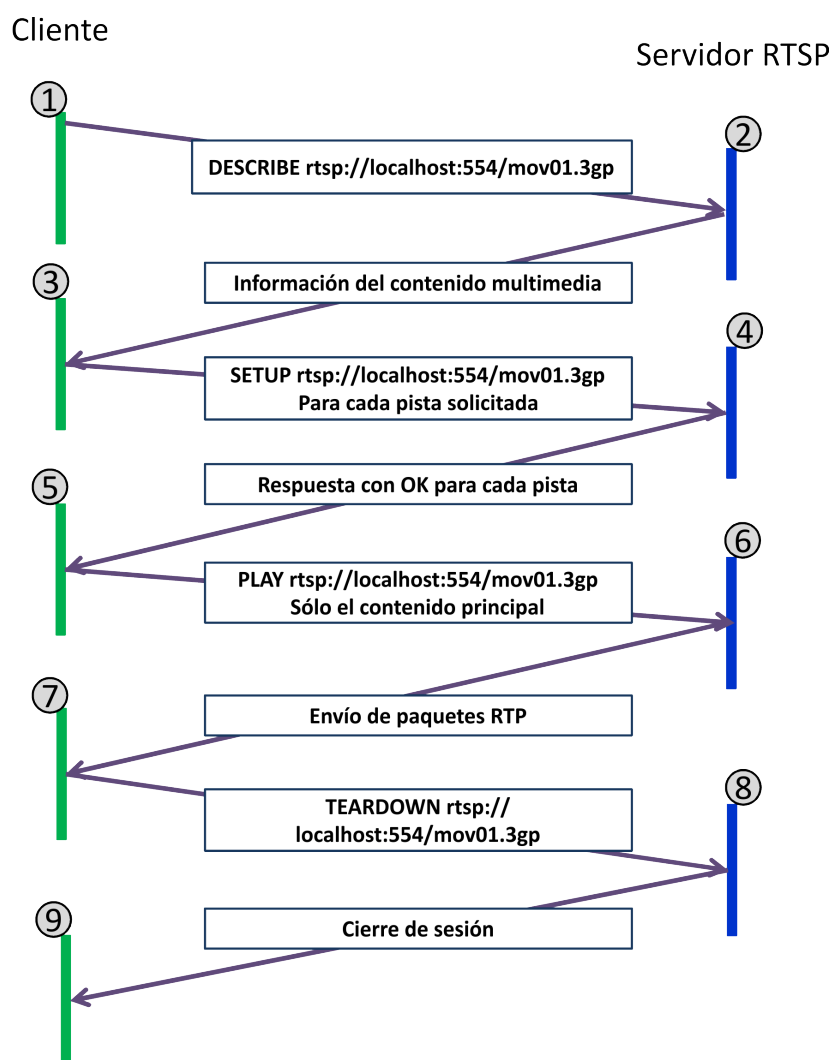 Cliente
Servidor RTSP
1
2
DESCRIBE rtsp://localhost:554/mov01.3gp
Información del contenido multimedia
3
4
SETUP rtsp://localhost:554/mov01.3gp
Para cada pista solicitada
Respuesta con OK para cada pista
5
6
PLAY rtsp://localhost:554/mov01.3gp
Sólo el contenido principal
7
Envío de paquetes RTP
8
TEARDOWN rtsp://
localhost:554/mov01.3gp
9
Cierre de sesión